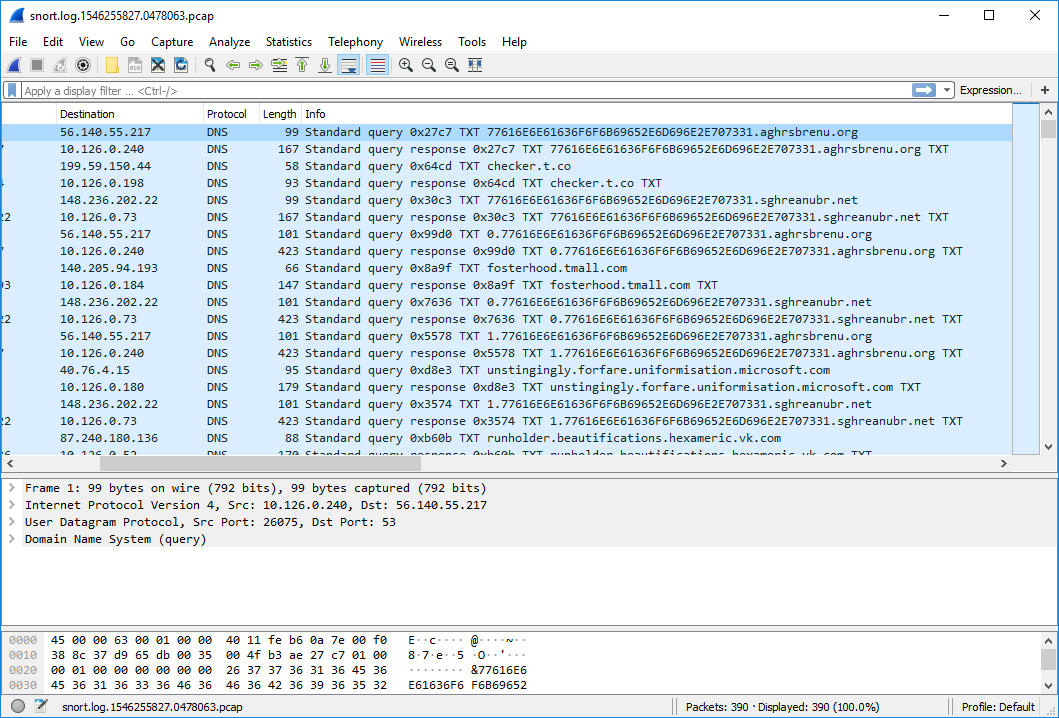 snort.log.1546255827.0478063.pcap
File Edit View Go Capture Analyze Statistics Telephony Wireless Tools Help
Apply a display filter ... <Ctrl-/> Expression... +
Destination Protocol Length Info
56.140.55.217 DNS 99 Standard query 0x27c7 TXT 77616E6E61636F6F6B69652E6D696E2E707331.aghrsbrenu.org
10.126.0.240 DNS 167 Standard query response 0x27c7 TXT 77616E6E61636F6F6B69652E6D696E2E707331.aghrsbrenu.org TXT
199.59.150.44 DNS 58 Standard query 0x64cd TXT checker.t.co
10.126.0.198 DNS 93 Standard query response 0x64cd TXT checker.t.co TXT
148.236.202.22 DNS 99 Standard query 0x30c3 TXT 77616E6E61636F6F6B69652E6D696E2E707331.sghreanubr.net
22 10.126.0.73 DNS 167 Standard query response 0x30c3 TXT 77616E6E61636F6F6B69652E6D696E2E707331.sghreanubr.net TXT
56.140.55.217 DNS 101 Standard query 0x99d0 TXT 0.77616E6E61636F6F6B69652E6D696E2E707331.aghrsbrenu.org
10.126.0.240 DNS 423 Standard query response 0x99d0 TXT 0.77616E6E61636F6F6B69652E6D696E2E707331.aghrsbrenu.org TXT
140.205.94.193 DNS 66 Standard query 0x8a9f TXT fosterhood.tmall.com
93 10.126.0.184 DNS 147 Standard query response 0x8a9f TXT fosterhood.tmall.com TXT
148.236.202.22 DNS 101 Standard query 0x7636 TXT 0.77616E6E61636F6F6B69652E6D696E2E707331.sghreanubr.net
22 10.126.0.73 DNS 423 Standard query response 0x7636 TXT 0.77616E6E61636F6F6B69652E6D696E2E707331.sghreanubr.net TXT
56.140.55.217 DNS 101 Standard query 0x5578 TXT 1.77616E6E61636F6F6B69652E6D696E2E707331.aghrsbrenu.org
10.126.0.240 DNS 423 Standard query response 0x5578 TXT 1.77616E6E61636F6F6B69652E6D696E2E707331.aghrsbrenu.org TXT
40.76.4.15 DNS 95 Standard query 0xd8e3 TXT unstingingly.forfare.uniformisation.microsoft.com
10.126.0.180 DNS 179 Standard query response 0xd8e3 TXT unstingingly.forfare.uniformisation.microsoft.com TXT
148.236.202.22 DNS 101 Standard query 0x3574 TXT 1.77616E6E61636F6F6B69652E6D696E2E707331.sghreanubr.net
22 10.126.0.73 DNS 423 Standard query response 0x3574 TXT 1.77616E6E61636F6F6B69652E6D696E2E707331.sghreanubr.net TXT
87.240.180.136 DNS 88 Standard query 0xb60b TXT runholder.beautifications.hexameric.vk.com
10.126.0.52 DNS 170 Standard query response 0xb60b TXT runholder.beautifications.hexameric.vk.com TXT
Frame 1: 99 bytes on wire (792 bits), 99 bytes captured (792 bits)
Internet Protocol Version 4, Src: 10.126.0.240, Dst: 56.140.55.217
User Datagram Protocol, Src Port: 26075, Dst Port: 53
Domain Name System (query)
0000 45 00 00 63 00 01 00 00 40 11 fe b6 0a 7e 00 f0 E··c···· @····~··
0010 38 8c 37 d9 65 db 00 35 00 4f b3 ae 27 c7 01 00 8·7·e··5 ·O··'···
0020 00 01 00 00 00 00 00 00 26 37 37 36 31 36 45 36 ········ &77616E6
0030 45 36 31 36 33 36 46 36 46 36 42 36 39 36 35 32 E61636F6 F6B69652
snort.log.1546255827.0478063.pcap Packets: 390 · Displayed: 390 (100.0%) Profile: Default